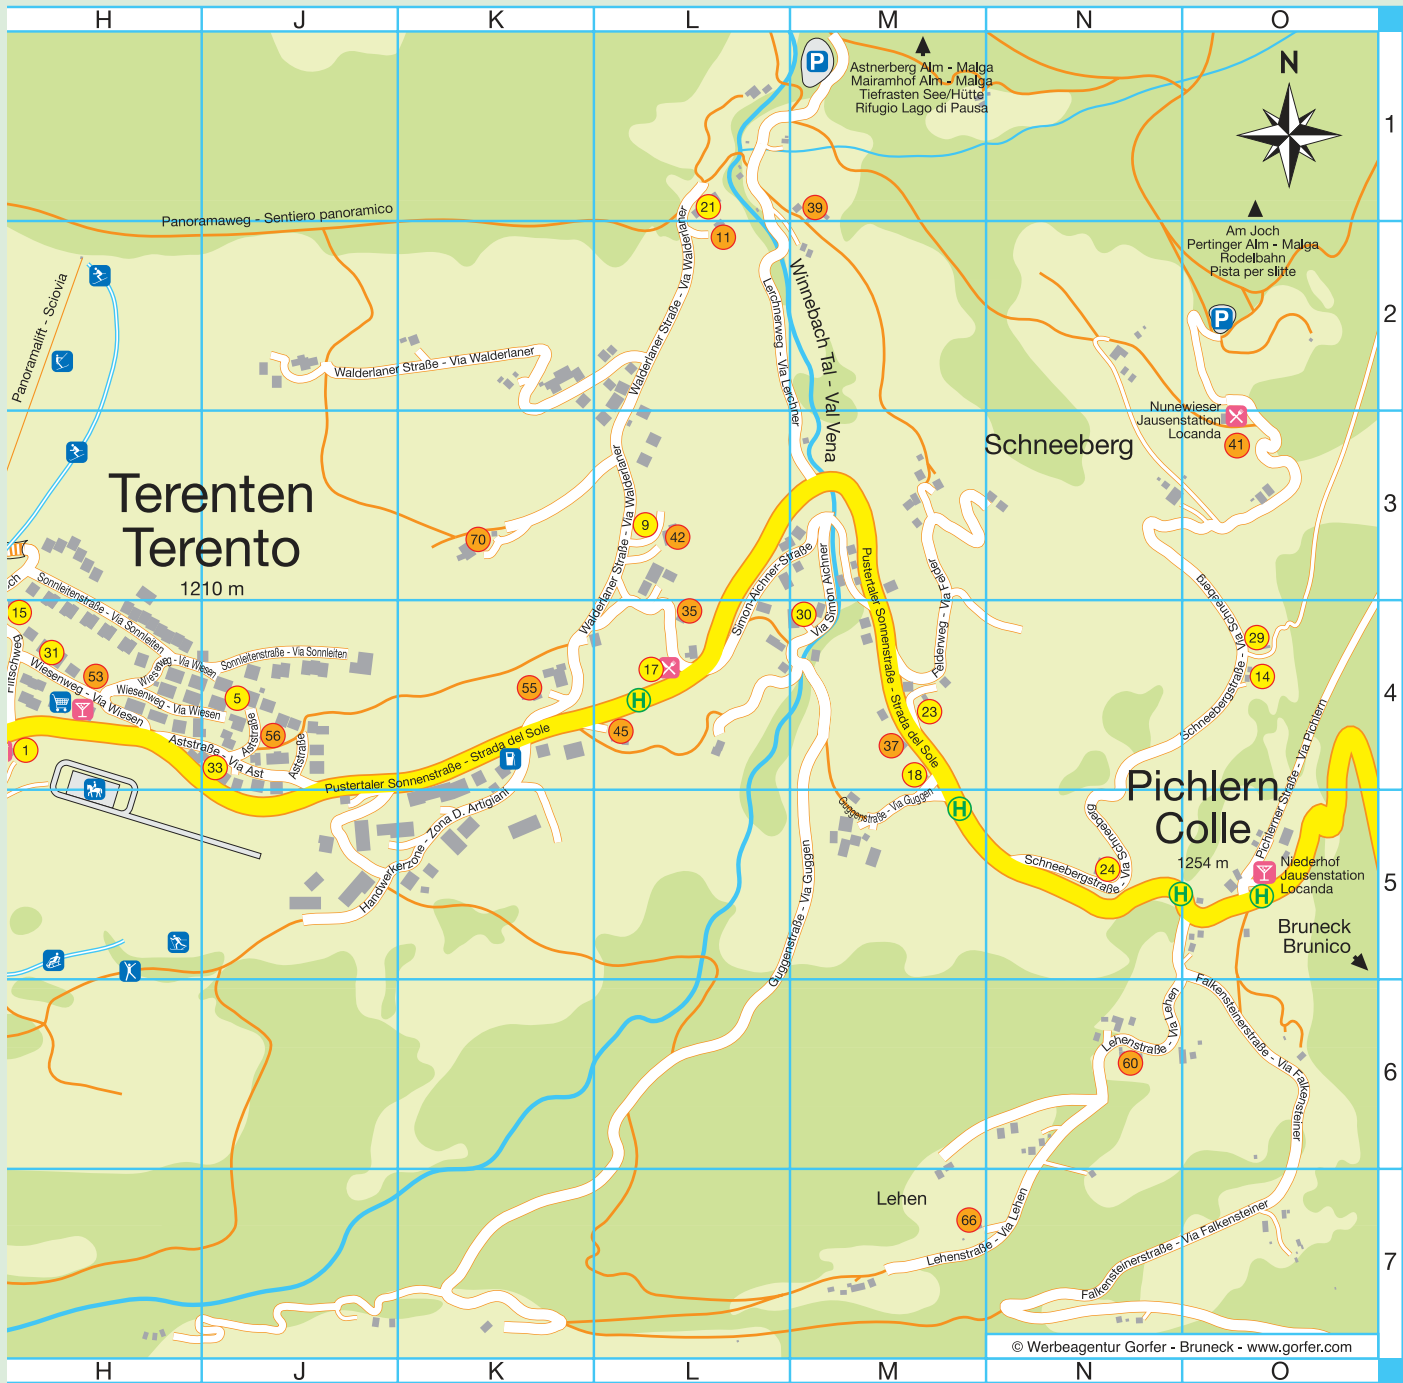 H J K L M N O
P
Astnerberg Alm - Malga
Mairamhof Alm - Malga
Tiefrasten See/Hütte
Rifugio Lago di Pausa
N
1
Panoramaweg - Sentiero panoramico
21
39
11
Am Joch
Pertinger Alm - Malga
Rodelbahn
Pista per slitte
Panoramalift - Sciovia
Walderlaner Straße - Via Walderlaner
Lerchnerweg - Via Lerchner
Winnebach Tal - Val Vena
P
2
Walderlaner Straße - Via Walderlaner
Nunewieser
Jausenstation
Locanda
41
Schneeberg
Terenten
Terento
1210 m
70
9
42
Walderlaner Straße - Via Walderlaner
3
Simon-Aichner-Straße
Via Simon Aichner
Pustertaler Sonnenstraße - Strada del Sole
Felderweg - Via Felder
Via Schneeberg
Schneebergstraße - Via Schneeberg
15
Sonnleitenstraße - Via Sonnleiten
35
30
29
31
Sonnleitenstraße - Via Sonnleiten
Wiesenweg - Via Wiesen
17
14
53
Wiesenweg - Via Wiesen
Wiesenweg - Via Wiesen
5
55
H
4
23
Aststraße
56
45
37
1
Aststraße - Via Ast
Aststraße
33
18
Pustertaler Sonnenstraße - Strada del Sole
Guggenstraße - Via Guggen
H
Pichlern
Colle
1254 m
Pichlerner Straße - Via Pichlern
Handwerkerzone - Zona D. Artigiani
Schneebergstraße -
Via Schneeberg
24
Niederhof
Jausenstation
Locanda
5
H
H
Guggenstraße - Via Guggen
Bruneck
Brunico
Falkensteinerstraße - Via Falkensteiner
Lehenstraße - Via Lehen
60
6
Lehen
66
Lehenstraße - Via Lehen
Falkensteinerstraße - Via Falkensteiner
7
© Werbeagentur Gorfer - Bruneck - www.gorfer.com
H J K L M N O